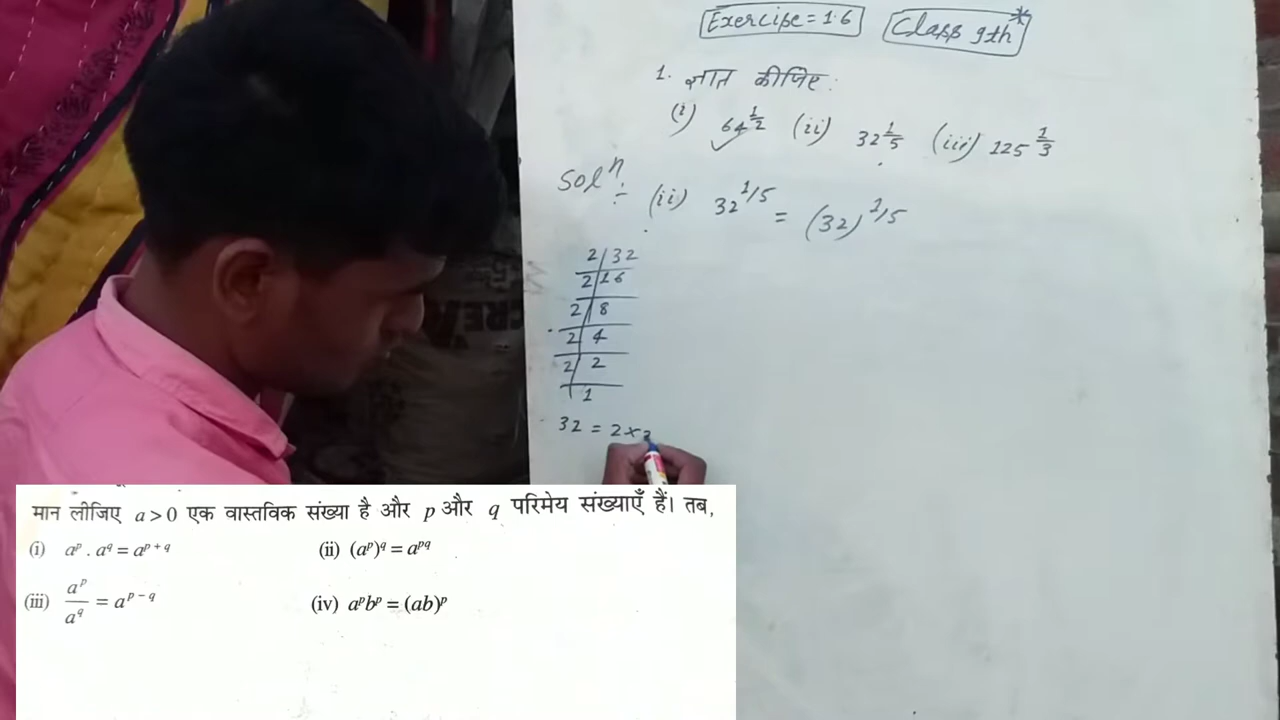 Exercise = 1.6 Class 9th*
1. ज्ञात कीजिए:
(i) 64^1/2 (ii) 32^1/5 (iii) 125^1/3
Solⁿ ÷ (ii) 32^1/5 = (32)^1/5
2 | 32
2 | 16
2 | 8
2 | 4
2 | 2
1
32 = 2 × 2
मान लीजिए a > 0 एक वास्तविक संख्या है और p और q परिमेय संख्याएँ हैं। तब,
(i) a^p . a^q = a^(p + q) (ii) (a^p)^q = a^(pq)
(iii) a^p / a^q = a^(p – q) (iv) a^p b^p = (ab)^p